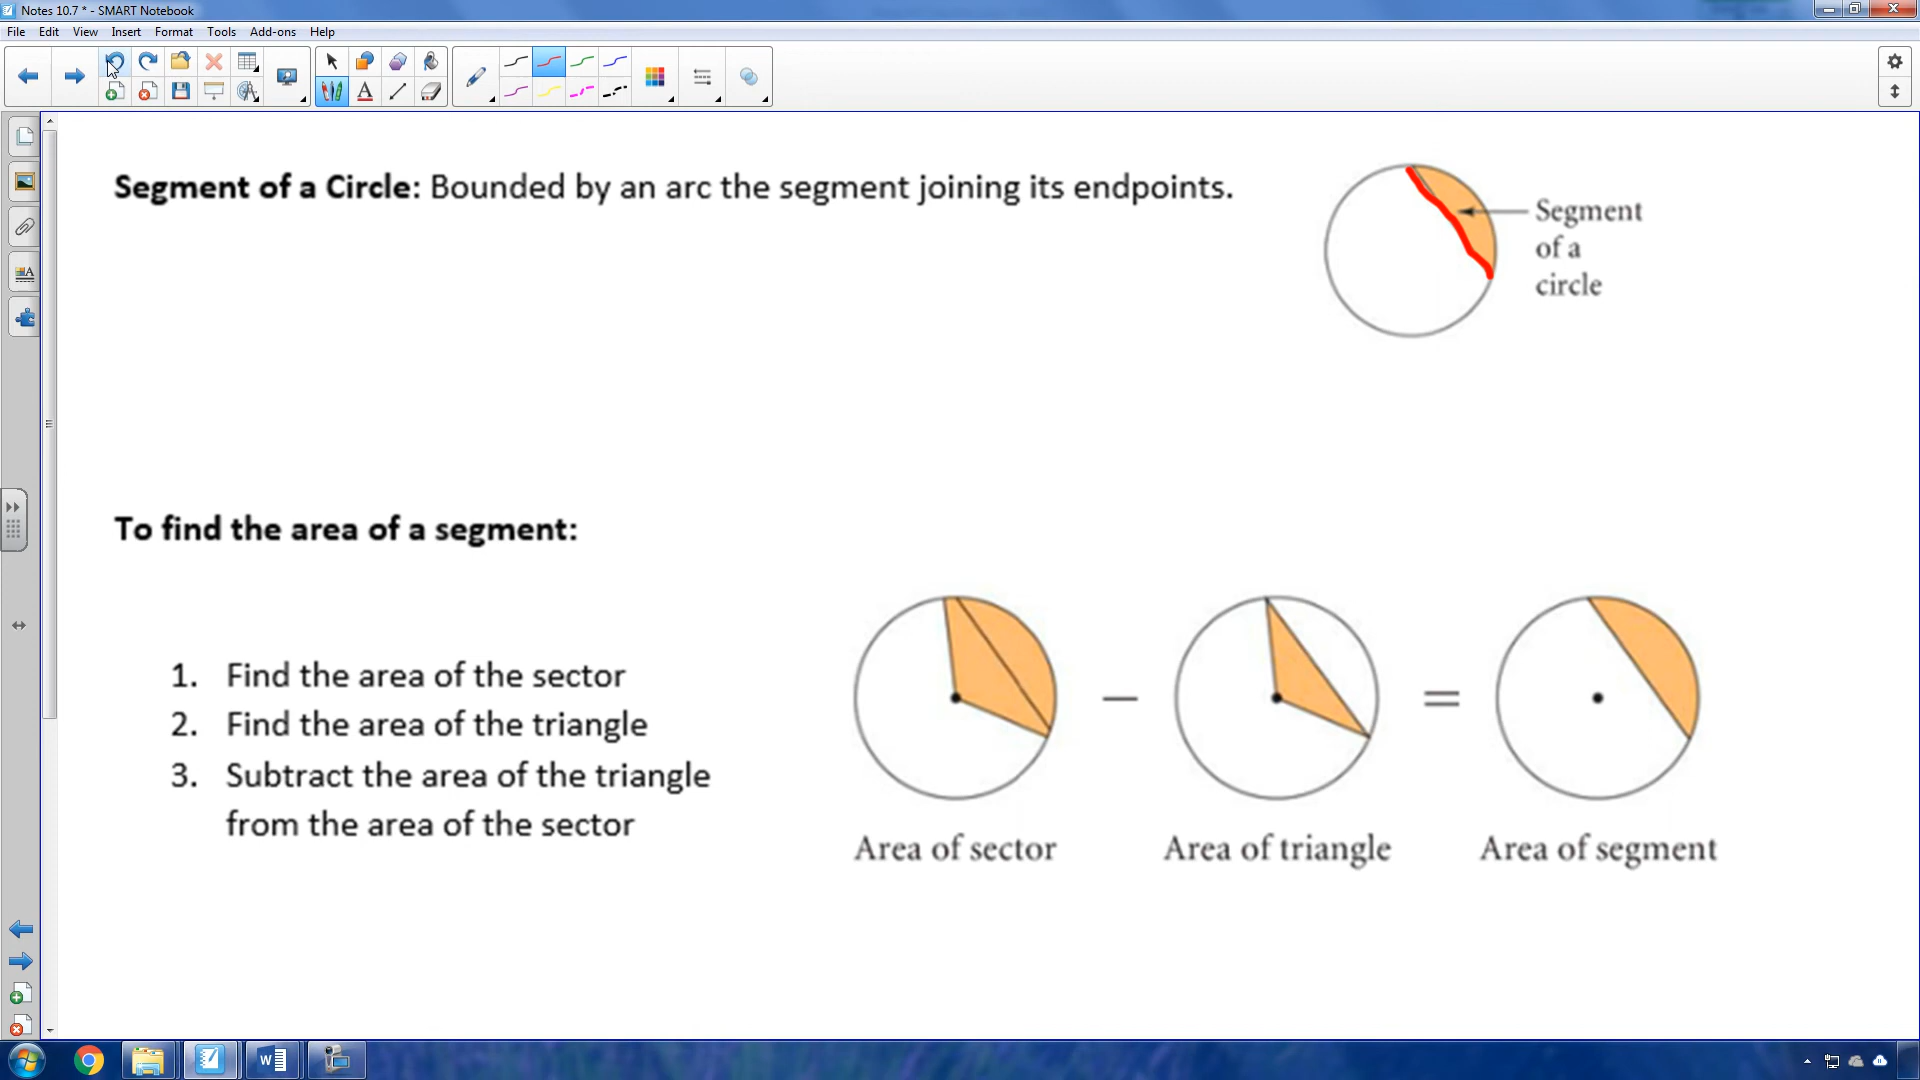 Notes 10.7 * - SMART Notebook
File Edit View Insert Format Tools Add-ons Help
Segment of a Circle: Bounded by an arc the segment joining its endpoints.
Segment
of a
circle
To find the area of a segment:
1. Find the area of the sector
2. Find the area of the triangle
3. Subtract the area of the triangle
from the area of the sector
Area of sector
Area of triangle
Area of segment